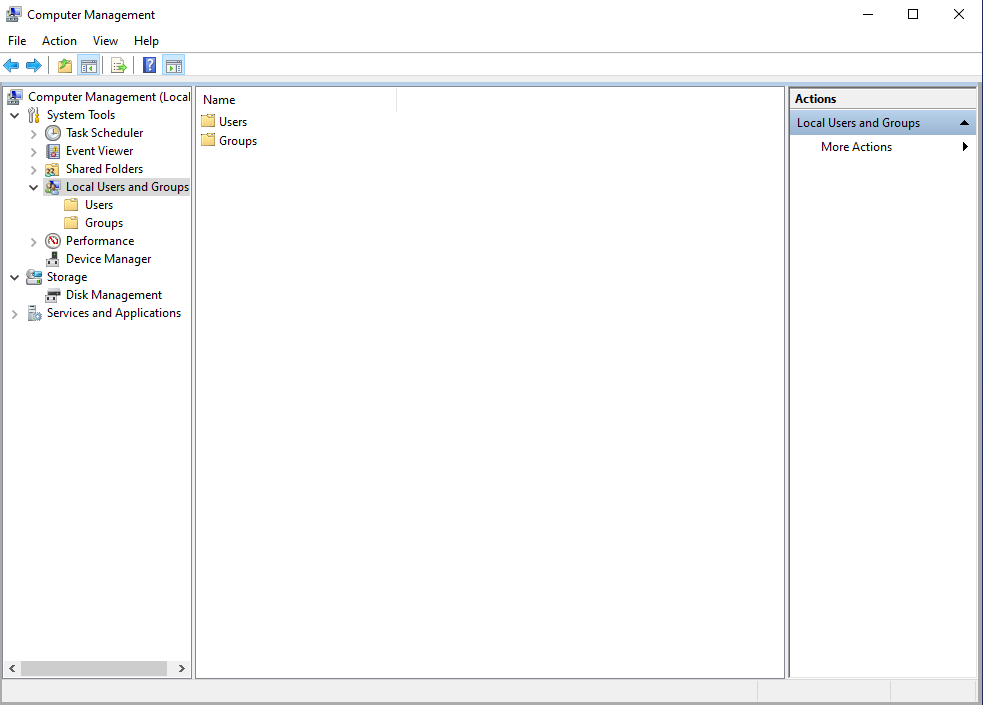 Computer Management
File Action View Help
Computer Management (Local
System Tools
Task Scheduler
Event Viewer
Shared Folders
Local Users and Groups
Users
Groups
Performance
Device Manager
Storage
Disk Management
Services and Applications
Name
Users
Groups
Actions
Local Users and Groups
More Actions